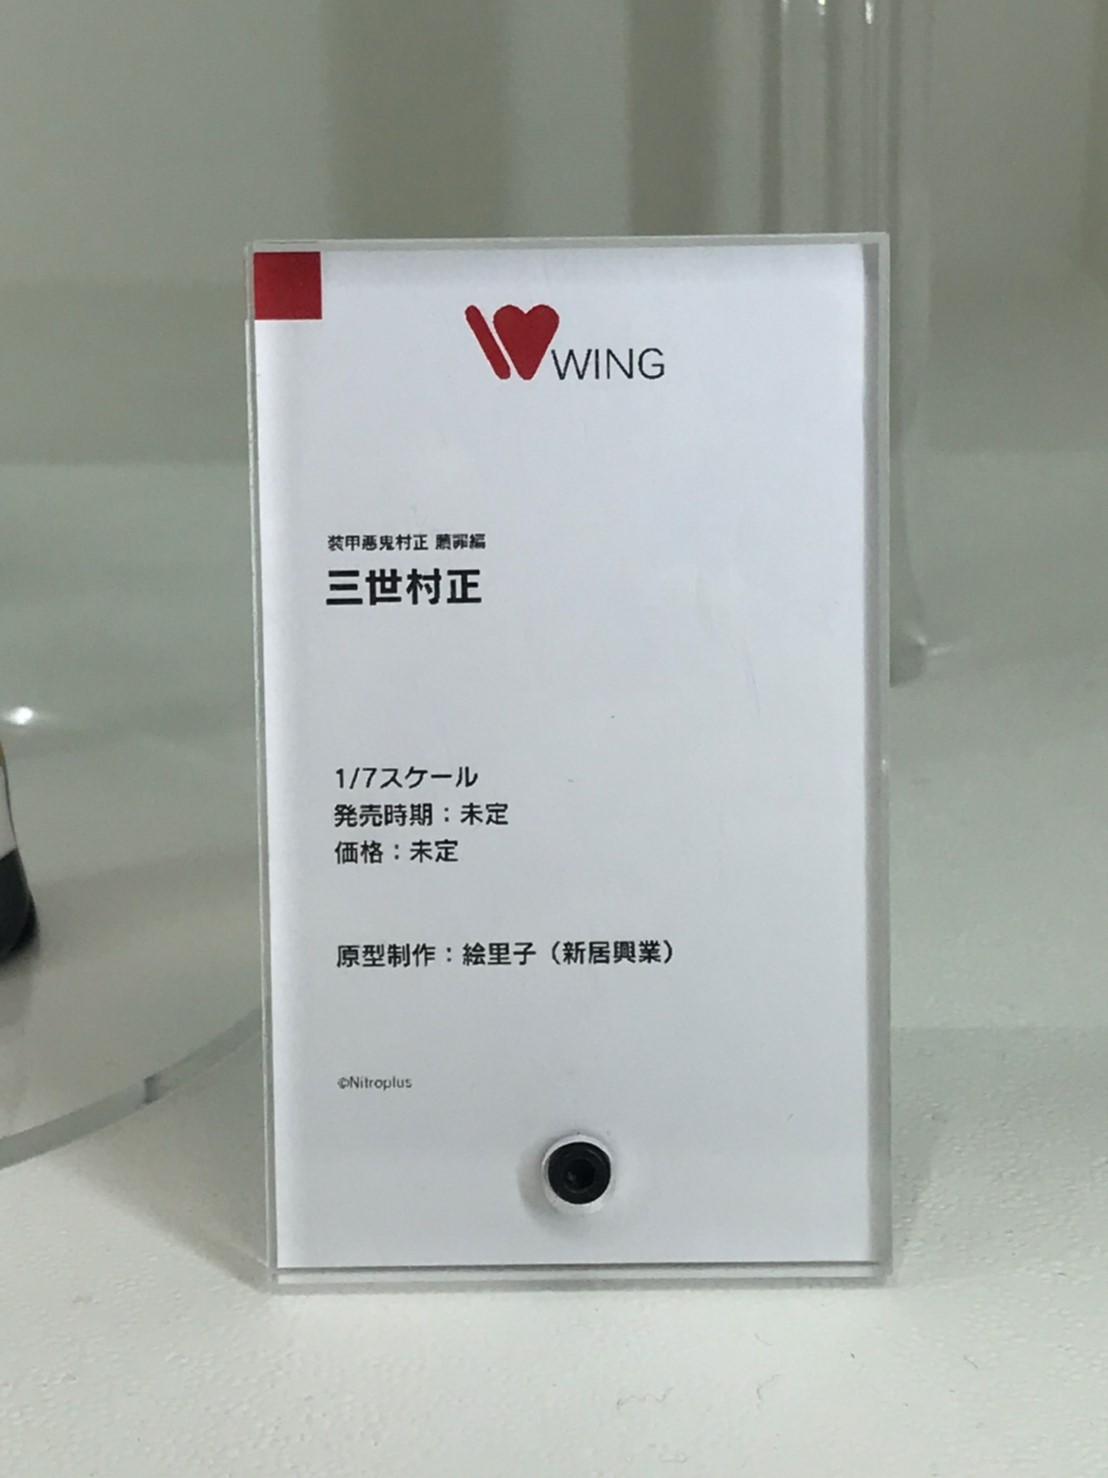 WING
装甲悪鬼村正 贖罪編
三世村正
1/7スケール
発売時期：未定
価格：未定
原型制作：絵里子（新居興業）
©Nitroplus